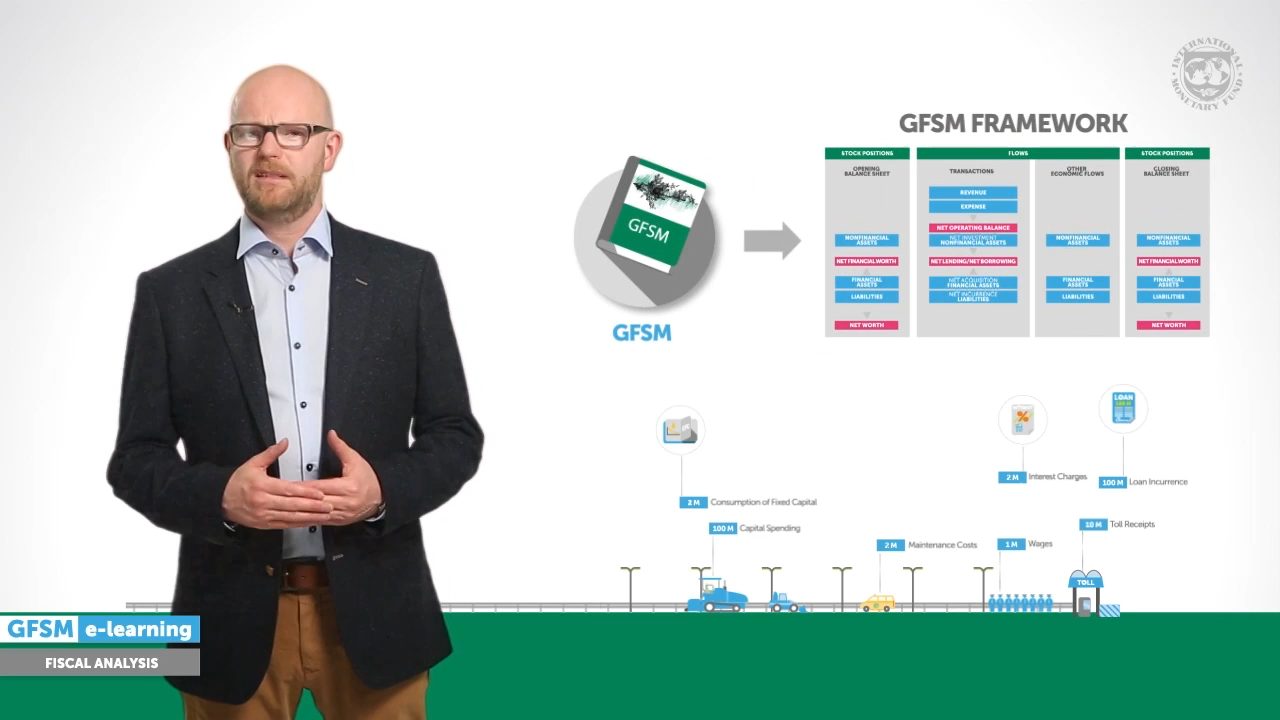 INTERNATIONAL
MONETARY FUND
GFSM FRAMEWORK
STOCK POSITIONS
FLOWS
STOCK POSITIONS
OPENING
BALANCE SHEET
TRANSACTIONS
OTHER
ECONOMIC FLOWS
CLOSING
BALANCE SHEET
REVENUE
EXPENSE
NET OPERATING BALANCE
NONFINANCIAL
ASSETS
NET INVESTMENT
NONFINANCIAL ASSETS
NONFINANCIAL
ASSETS
NONFINANCIAL
ASSETS
NET FINANCIAL WORTH
NET LENDING/NET BORROWING
NET FINANCIAL WORTH
FINANCIAL
ASSETS
NET ACQUISITION
FINANCIAL ASSETS
FINANCIAL
ASSETS
FINANCIAL
ASSETS
LIABILITIES
NET INCURRENCE
LIABILITIES
LIABILITIES
LIABILITIES
NET WORTH
NET WORTH
GFSM
GFSM
LOAN
%
2 M Interest Charges
100 M Loan Incurrence
2 M Consumption of Fixed Capital
100 M Capital Spending
10 M Toll Receipts
2 M Maintenance Costs
1 M Wages
TOLL
GFSM e-learning
FISCAL ANALYSIS